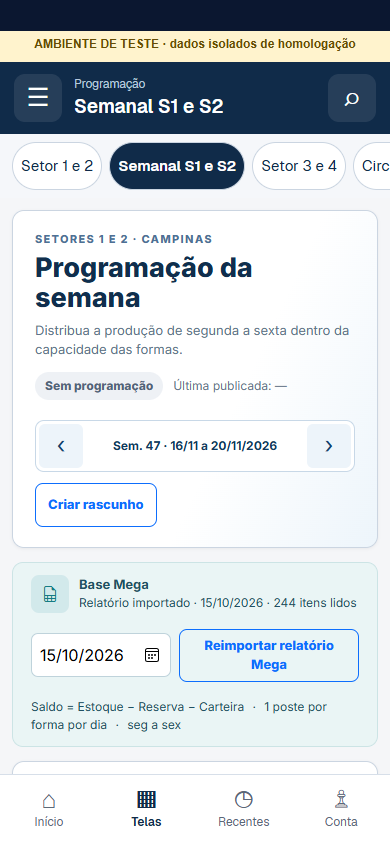 AMBIENTE DE TESTE · dados isolados de homologação
Programação
Semanal S1 e S2
Setor 1 e 2
Semanal S1 e S2
Setor 3 e 4
Circ
SETORES 1 E 2 · CAMPINAS
Programação da
semana
Distribua a produção de segunda a sexta dentro da
capacidade das formas.
Sem programação
Última publicada: —
Sem. 47 · 16/11 a 20/11/2026
Criar rascunho
Base Mega
Relatório importado · 15/10/2026 · 244 itens lidos
15/10/2026
Reimportar relatório
Mega
Saldo = Estoque − Reserva − Carteira · 1 poste por
forma por dia · seg a sex
Início
Telas
Recentes
Conta